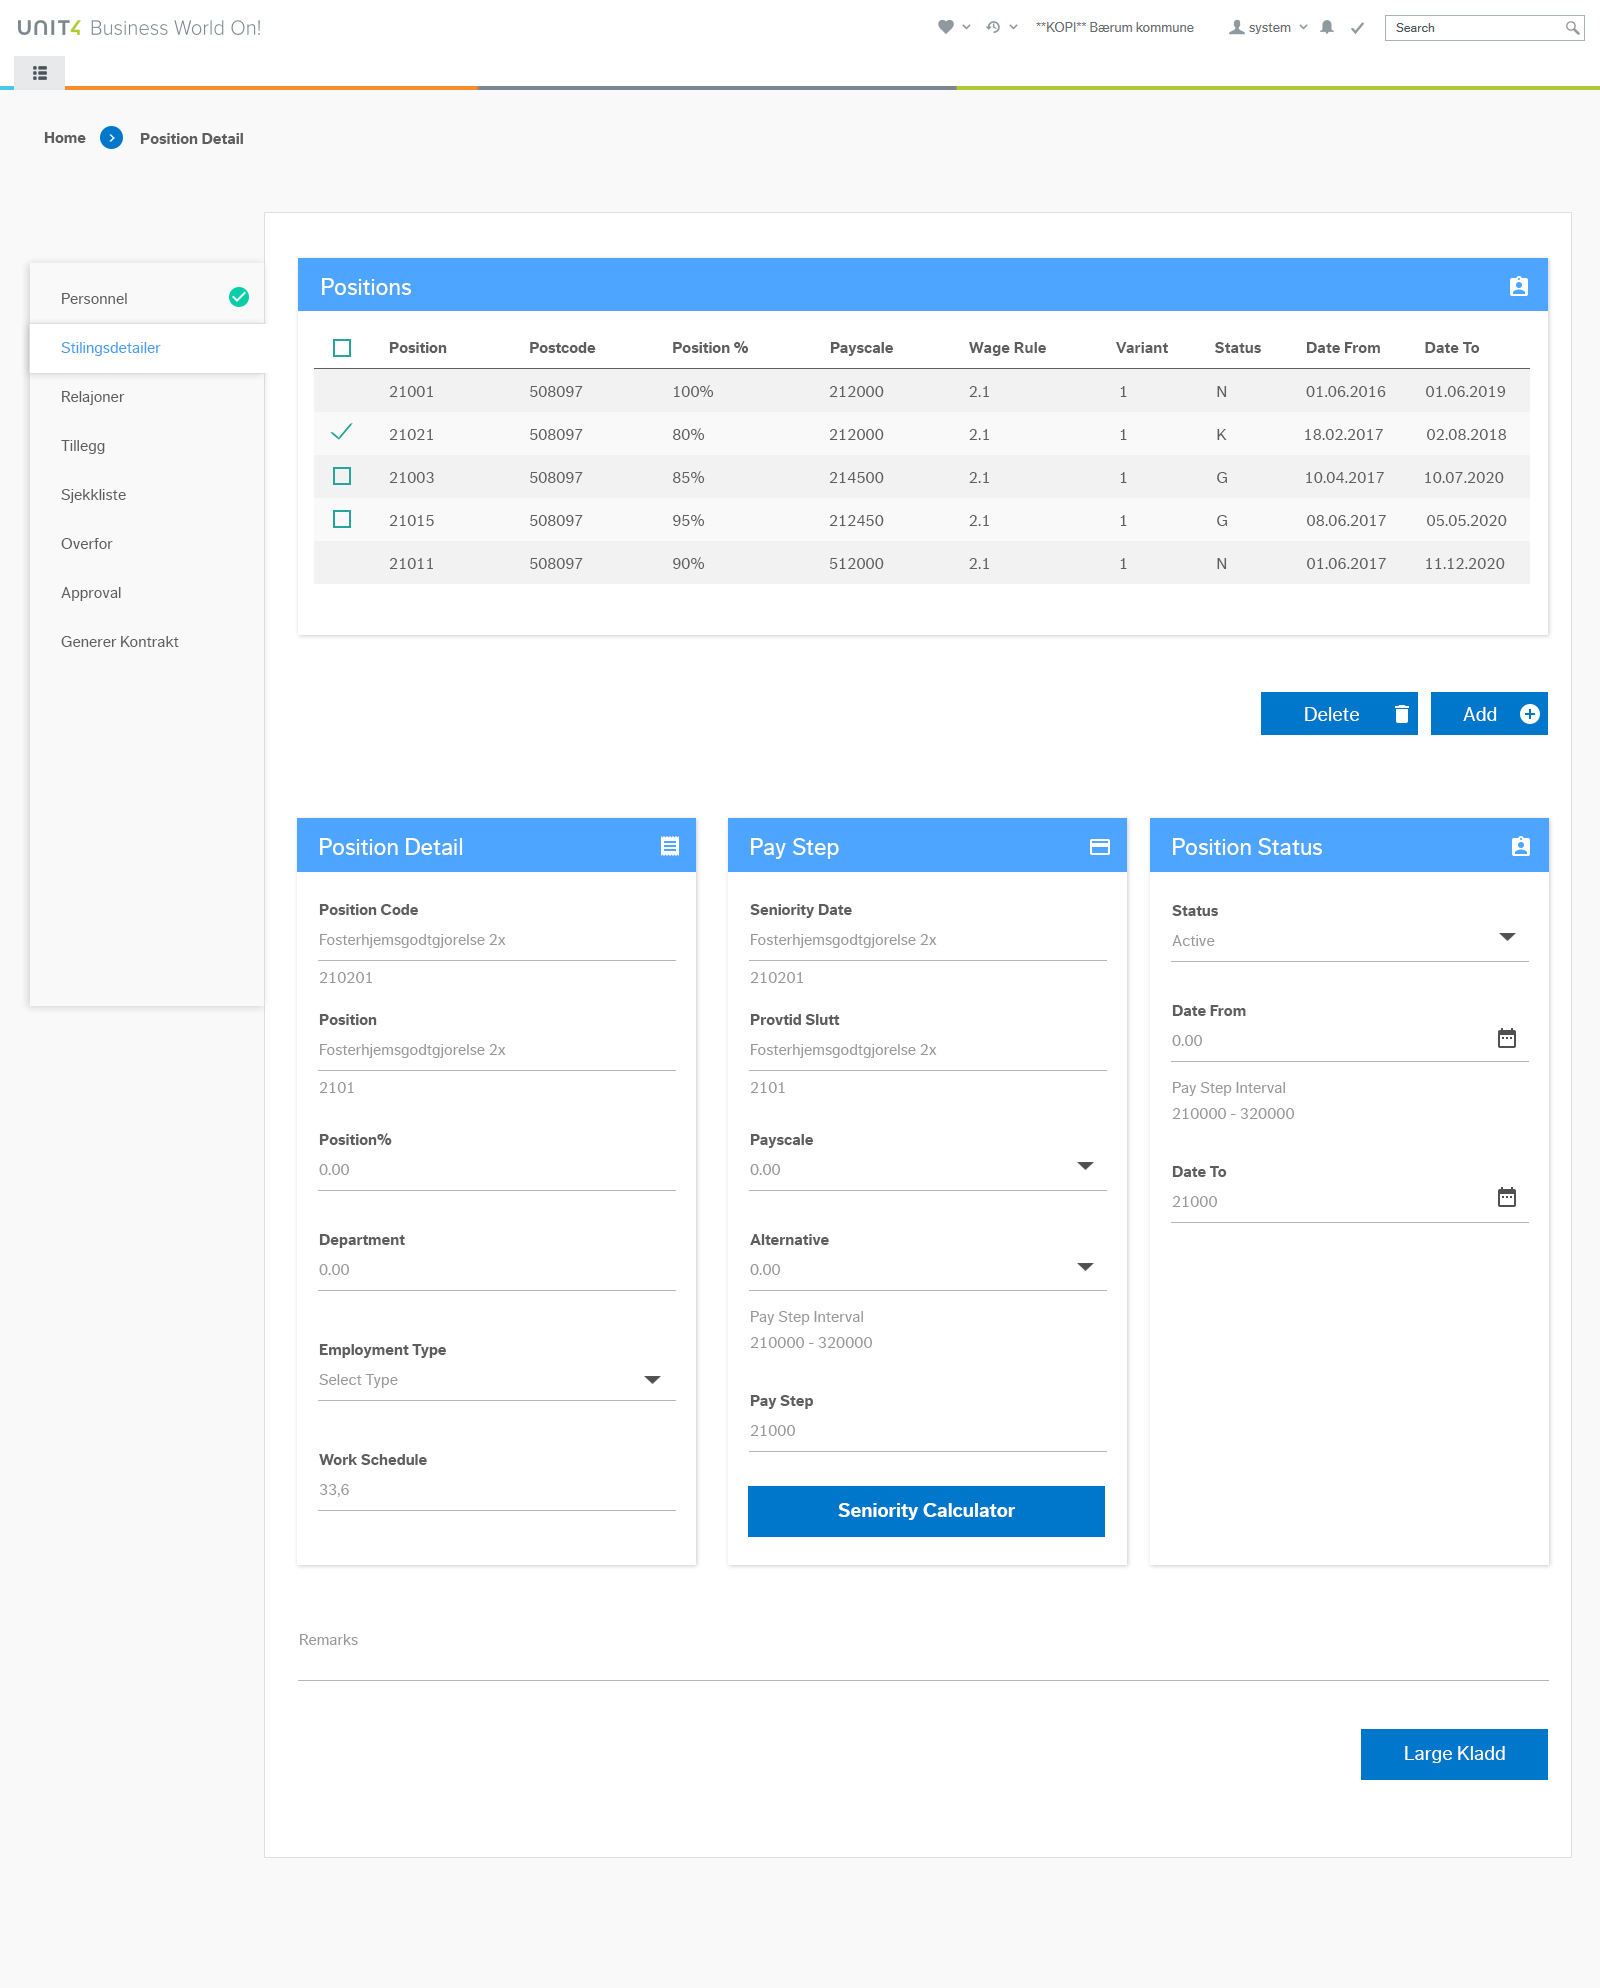 UNIT4 Business World On!
**KOPI** Bærum kommune
system
Search
Home
Position Detail
Personnel
Stilingsdetailer
Relajoner
Tillegg
Sjekkliste
Overfor
Approval
Generer Kontrakt
Positions
Position Postcode Position % Payscale Wage Rule Variant Status Date From Date To
21001 508097 100% 212000 2.1 1 N 01.06.2016 01.06.2019
21021 508097 80% 212000 2.1 1 K 18.02.2017 02.08.2018
21003 508097 85% 214500 2.1 1 G 10.04.2017 10.07.2020
21015 508097 95% 212450 2.1 1 G 08.06.2017 05.05.2020
21011 508097 90% 512000 2.1 1 N 01.06.2017 11.12.2020
Delete
Add
Position Detail
Position Code
Fosterhjemsgodtgjorelse 2x
210201
Position
Fosterhjemsgodtgjorelse 2x
2101
Position%
0.00
Department
0.00
Employment Type
Select Type
Work Schedule
33,6
Pay Step
Seniority Date
Fosterhjemsgodtgjorelse 2x
210201
Provtid Slutt
Fosterhjemsgodtgjorelse 2x
2101
Payscale
0.00
Alternative
0.00
Pay Step Interval
210000 - 320000
Pay Step
21000
Seniority Calculator
Position Status
Status
Active
Date From
0.00
Pay Step Interval
210000 - 320000
Date To
21000
Remarks
Large Kladd